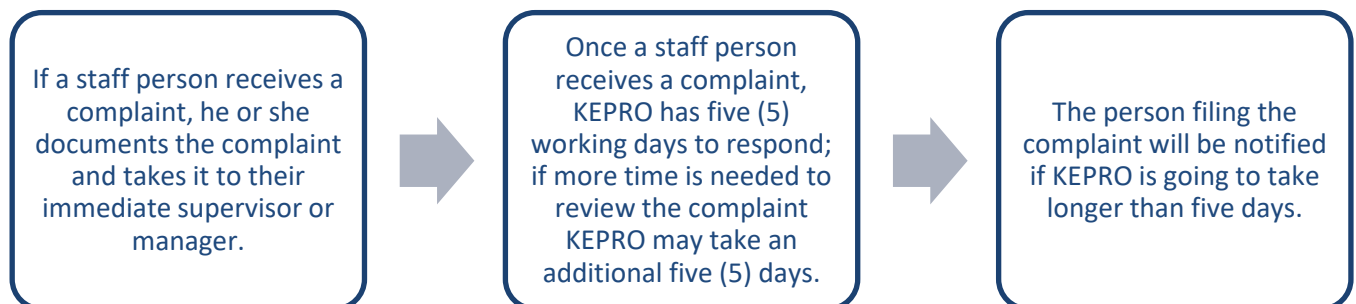 If a staff person receives a
complaint, he or she
documents the complaint
and takes it to their
immediate supervisor or
manager.
Once a staff person
receives a complaint,
KEPRO has five (5)
working days to respond;
if more time is needed to
review the complaint
KEPRO may take an
additional five (5) days.
The person filing the
complaint will be notified
if KEPRO is going to take
longer than five days.